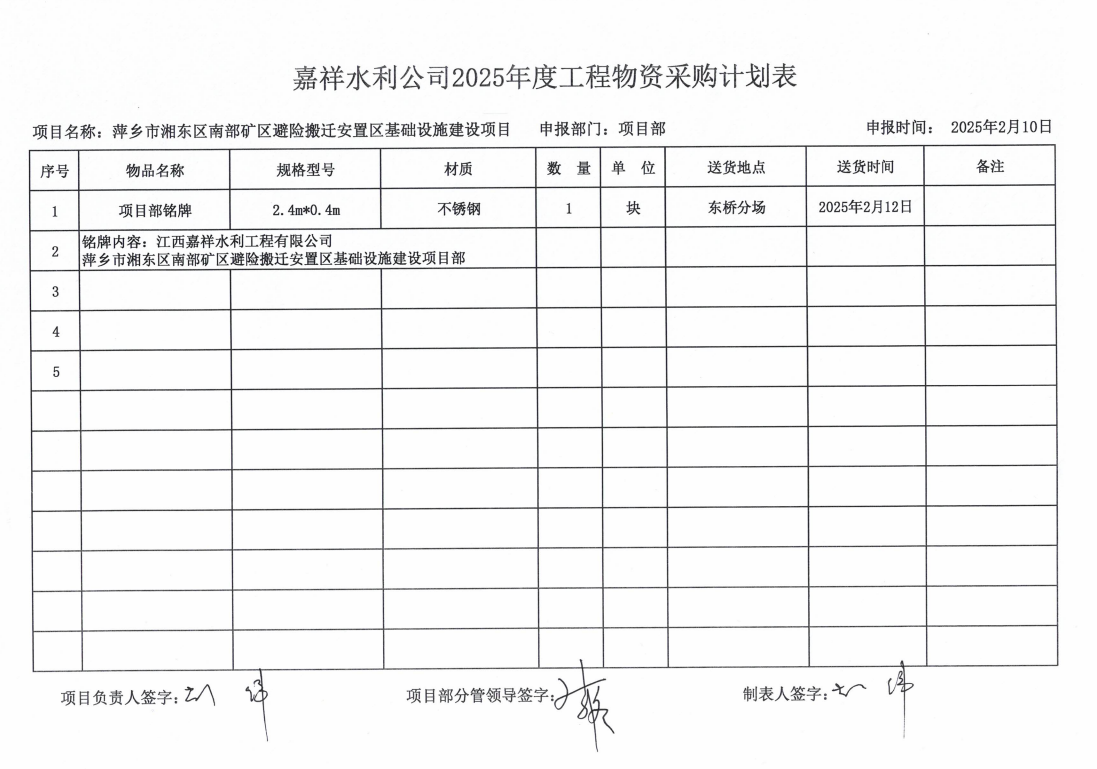 嘉祥水利公司2025年度工程物资采购计划表
项目名称：萍乡市湘东区南部矿区避险搬迁安置区基础设施建设项目 申报部门：项目部 申报时间： 2025年2月10日
序号 物品名称 规格型号 材质 数 量 单 位 送货地点 送货时间 备注
1 项目部铭牌 2.4m*0.4m 不锈钢 1 块 东桥分场 2025年2月12日
2 铭牌内容：江西嘉祥水利工程有限公司
萍乡市湘东区南部矿区避险搬迁安置区基础设施建设项目部
3
4
5
项目负责人签字： 项目部分管领导签字： 制表人签字：